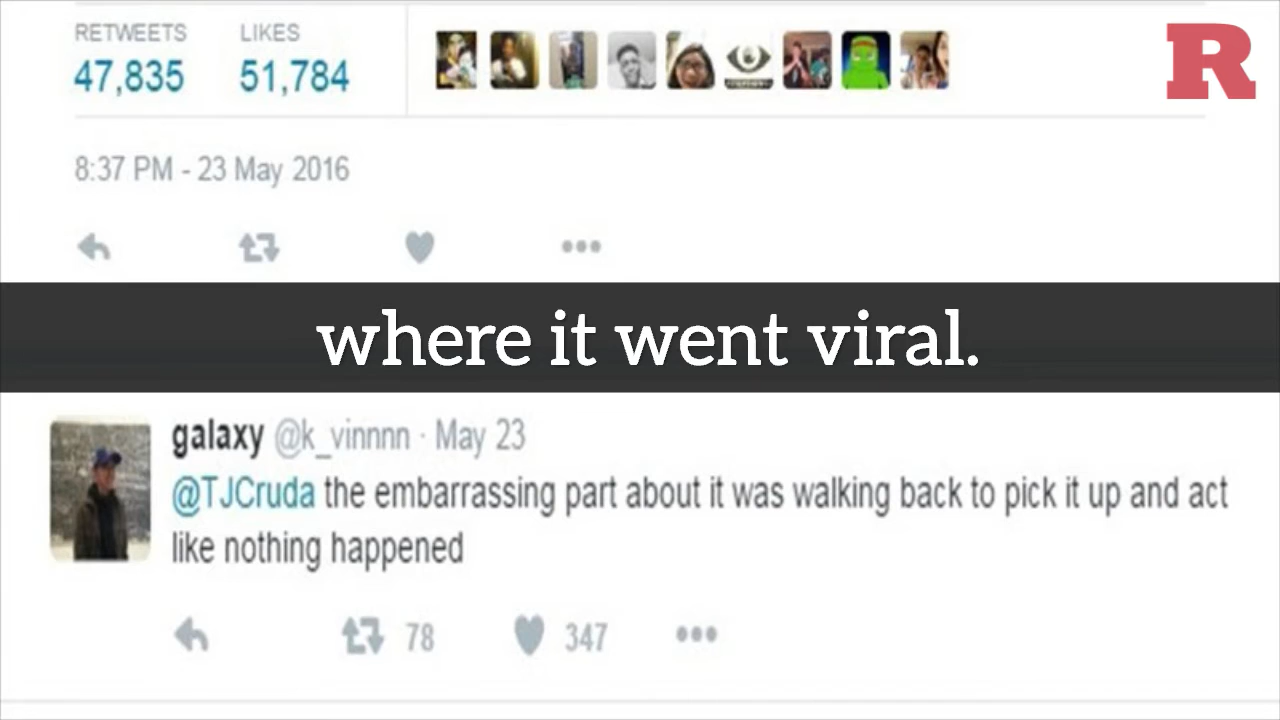 RETWEETS LIKES
47,835 51,784
R
8:37 PM - 23 May 2016
where it went viral.
galaxy @k_vinnnn · May 23
@TJCruda the embarrassing part about it was walking back to pick it up and act
like nothing happened
78 347